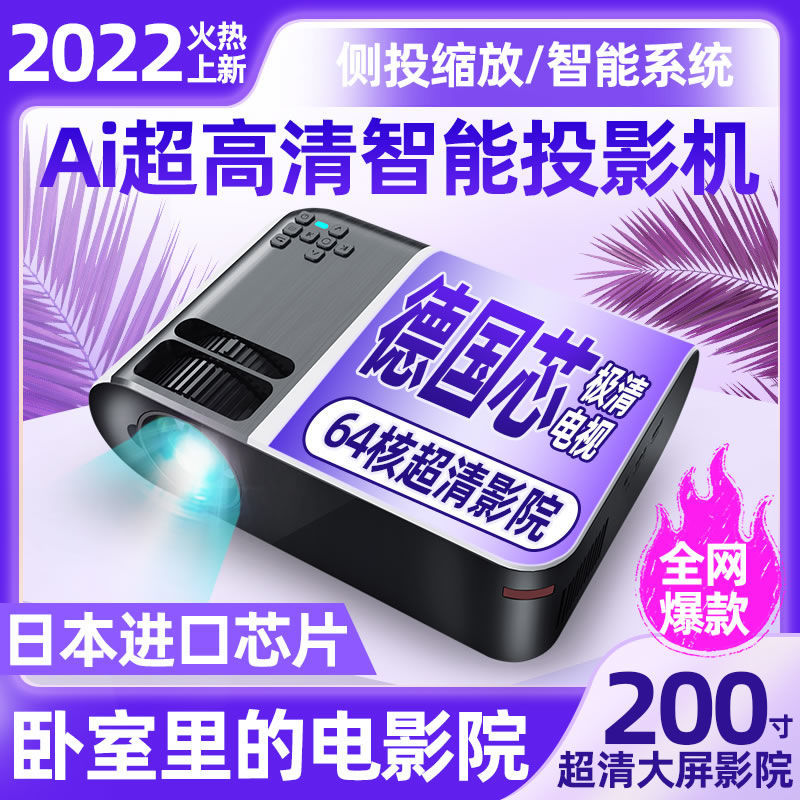 2022
火热
上新
侧投缩放/智能系统
Ai超高清智能投影机
德国芯
极清
电视
64核超清影院
全网
爆款
日本进口芯片
卧室里的电影院
200寸
超清大屏影院